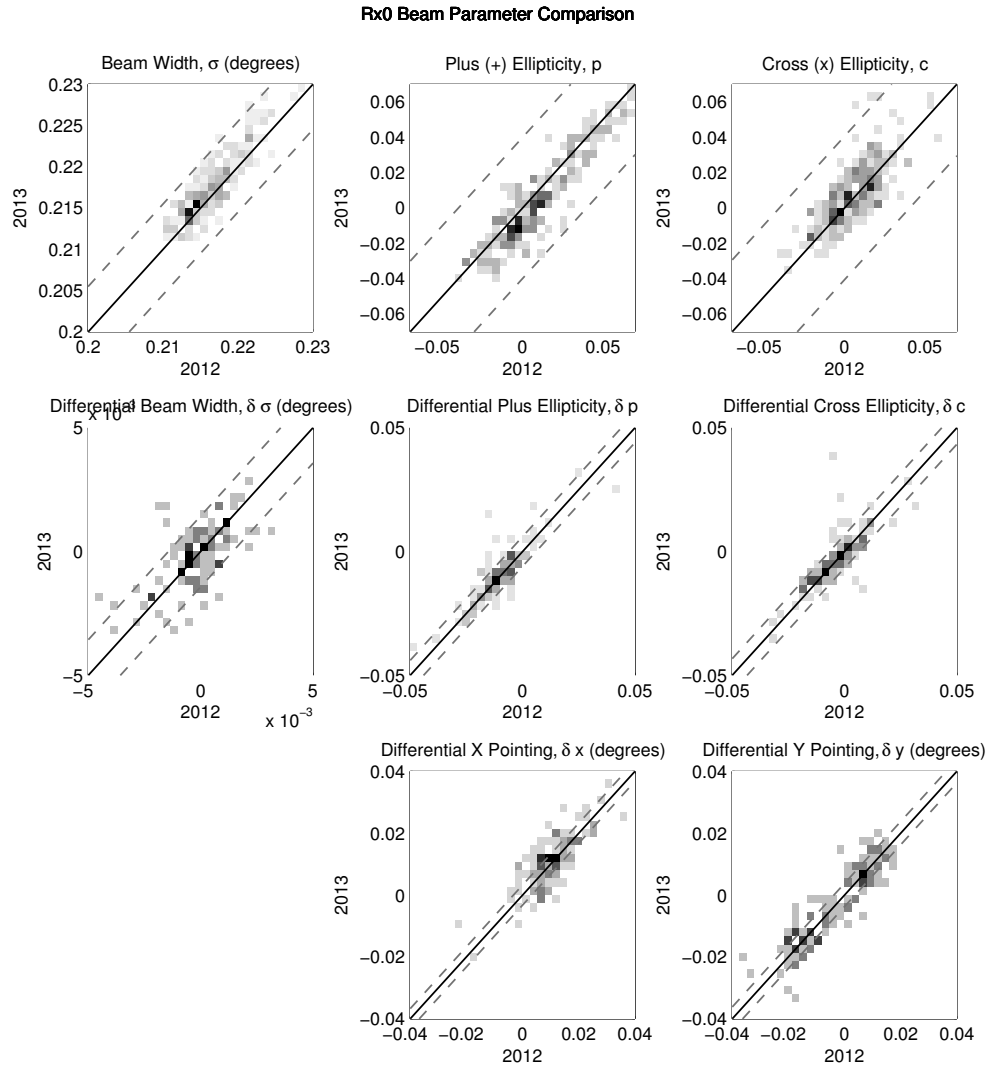 Rx0 Beam Parameter Comparison
Beam Width, σ (degrees)
0.23
0.225
0.22
0.215
0.21
0.205
0.2
2013
0.2 0.21 0.22 0.23
2012
Plus (+) Ellipticity, p
0.06
0.04
0.02
0
−0.02
−0.04
−0.06
2013
−0.05 0 0.05
2012
Cross (x) Ellipticity, c
0.06
0.04
0.02
0
−0.02
−0.04
−0.06
2013
−0.05 0 0.05
2012
Differential Beam Width, δ σ (degrees)
x 10⁻³
5
0
−5
2013
−5 0 5
2012
x 10⁻³
Differential Plus Ellipticity, δ p
0.05
0
−0.05
2013
−0.05 0 0.05
2012
Differential Cross Ellipticity, δ c
0.05
0
−0.05
2013
−0.05 0 0.05
2012
Differential X Pointing, δ x (degrees)
0.04
0.02
0
−0.02
−0.04
2013
−0.04 −0.02 0 0.02 0.04
2012
Differential Y Pointing, δ y (degrees)
0.04
0.02
0
−0.02
−0.04
2013
−0.04 −0.02 0 0.02 0.04
2012